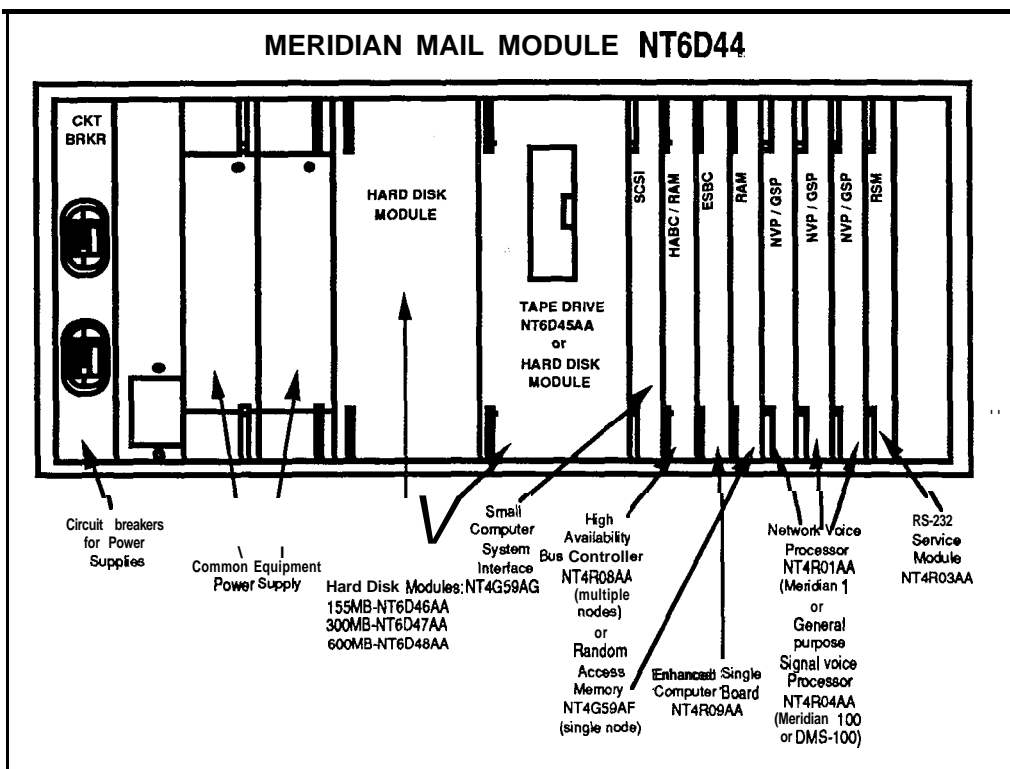 MERIDIAN MAIL MODULE NT6D44
CKT
BRKR
HARD DISK
MODULE
TAPE DRIVE
NT6D45AA
or
HARD DISK
MODULE
SCSI
HABC / RAM
ESBC
RAM
NVP / GSP
NVP / GSP
NVP / GSP
RSM
Circuit breakers
for Power
Supplies
Common Equipment
Power Supply
Hard Disk Modules:
155MB-NT6D46AA
300MB-NT6D47AA
600MB-NT6D48AA
Small
Computer
System
Interface
NT4G59AG
High
Availability
Bus Controller
NT4R08AA
(multiple
nodes)
or
Random
Access
Memory
NT4G59AF
(single node)
Enhanced Single
Computer Board
NT4R09AA
Network Voice
Processor
NT4R01AA
(Meridian 1
or
General
purpose
Signal voice
Processor
NT4R04AA
(Meridian 100
or DMS-100)
RS-232
Service
Module
NT4R03AA